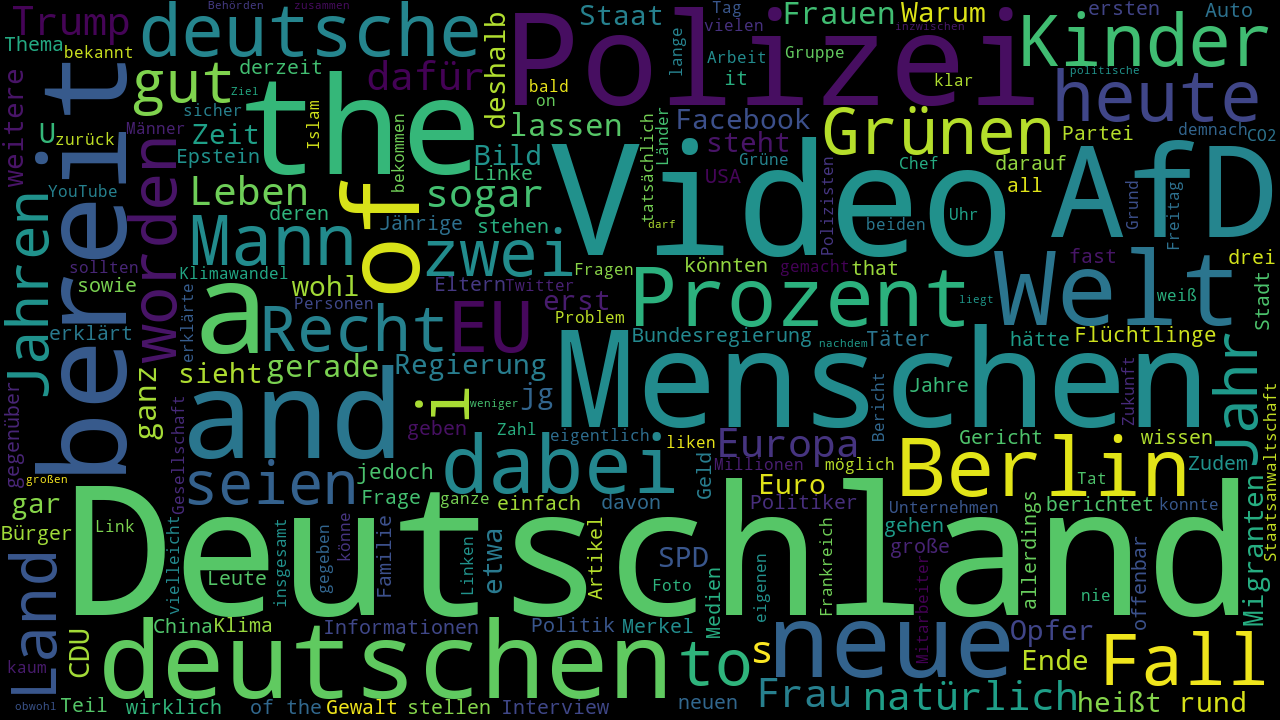 Behörden zusammen
Trump deutsche Polizei Staat Tag vielen Frauen Warum ersten Auto
Thema bekannt gut derzeit the dafür deshalb bald on lange Arbeit it Gruppe inzwischen klar Kinder politische
weitere bereit Ziel sicher Islam heute
U zurück Männer Zeit Epstein bekommen lassen Facebook Grünen Partei demnach CO2
YouTube worden Leben of sogar Bild Linke tatsächlich Länder steht USA Grüne Chef darauf all AfD
Jahren Mann deren Jährige stehen Video darf Polizisten beiden Uhr Grund Freitag
sollten sowie Klimawandel wohl zwei Fragen könnten gemacht that Welt fast drei
erklärt erklärte a Personen Recht Eltern Twitter EU erst Problem Prozent liegt weiß Stadt
sieht gerade Regierung Bundesregierung nachdem Täter hätte Flüchtlinge
gegenüber ganz Gesellschaft and i weniger jg Menschen Jahre Bericht Zukunft Jahr
geben Zahl eigentlich liken Europa Gericht wissen
großen seien jedoch dabei Geld Millionen möglich Berlin Tat Zudem
gar Frage ganze einfach davon Euro Politiker Unternehmen berichtet konnte Staatsanwaltschaft
Bürger Link Deutschland gehen große allerdings Migranten
Land vielleicht Leute insgesamt gegeben könne Familie Linken etwa Artikel SPD Foto Medien eigenen Frankreich Mitarbeiter nie offenbar
CDU China Klima Informationen Politik Merkel neue Opfer
kaum deutschen to s Ende Fall
obwohl Teil wirklich of the Gewalt stellen Interview neuen Frau natürlich heißt rund